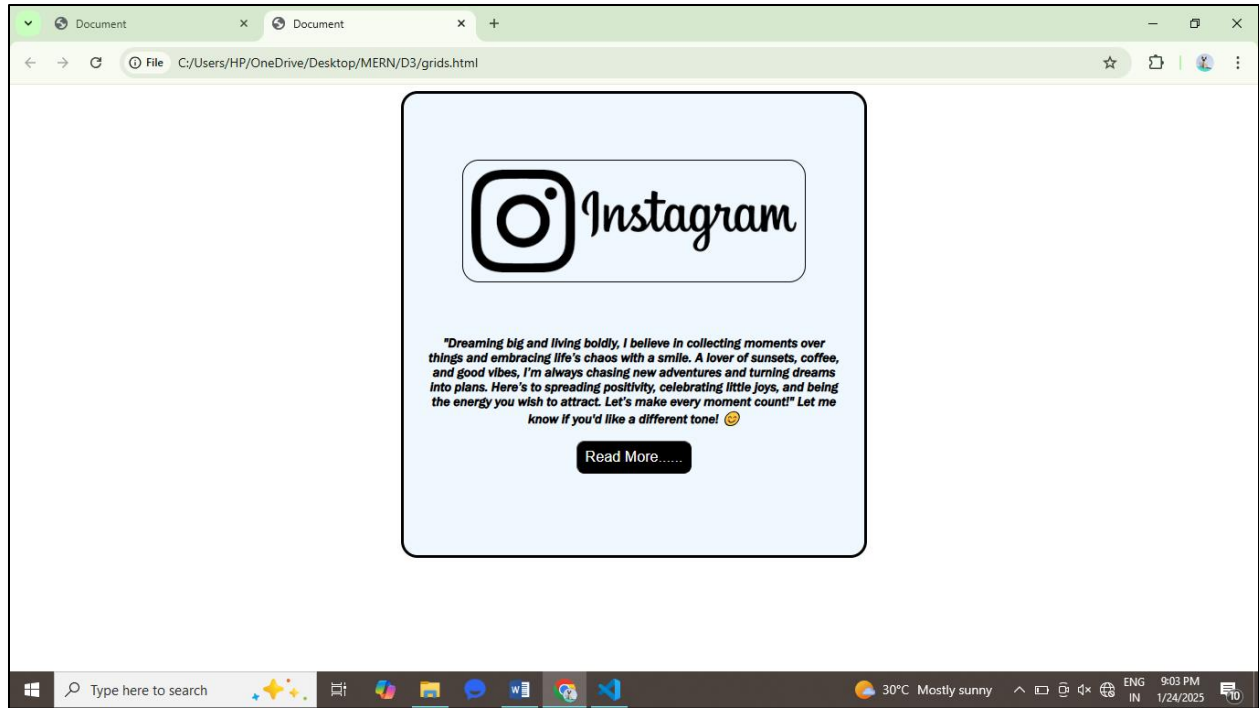 Document
Document
File C:/Users/HP/OneDrive/Desktop/MERN/D3/grids.html
Instagram
"Dreaming big and living boldly, I believe in collecting moments over
things and embracing life’s chaos with a smile. A lover of sunsets, coffee,
and good vibes, I’m always chasing new adventures and turning dreams
into plans. Here’s to spreading positivity, celebrating little joys, and being
the energy you wish to attract. Let’s make every moment count!" Let me
know if you'd like a different tone! 😊
Read More......
Type here to search
30°C Mostly sunny
ENG
IN
9:03 PM
1/24/2025
10